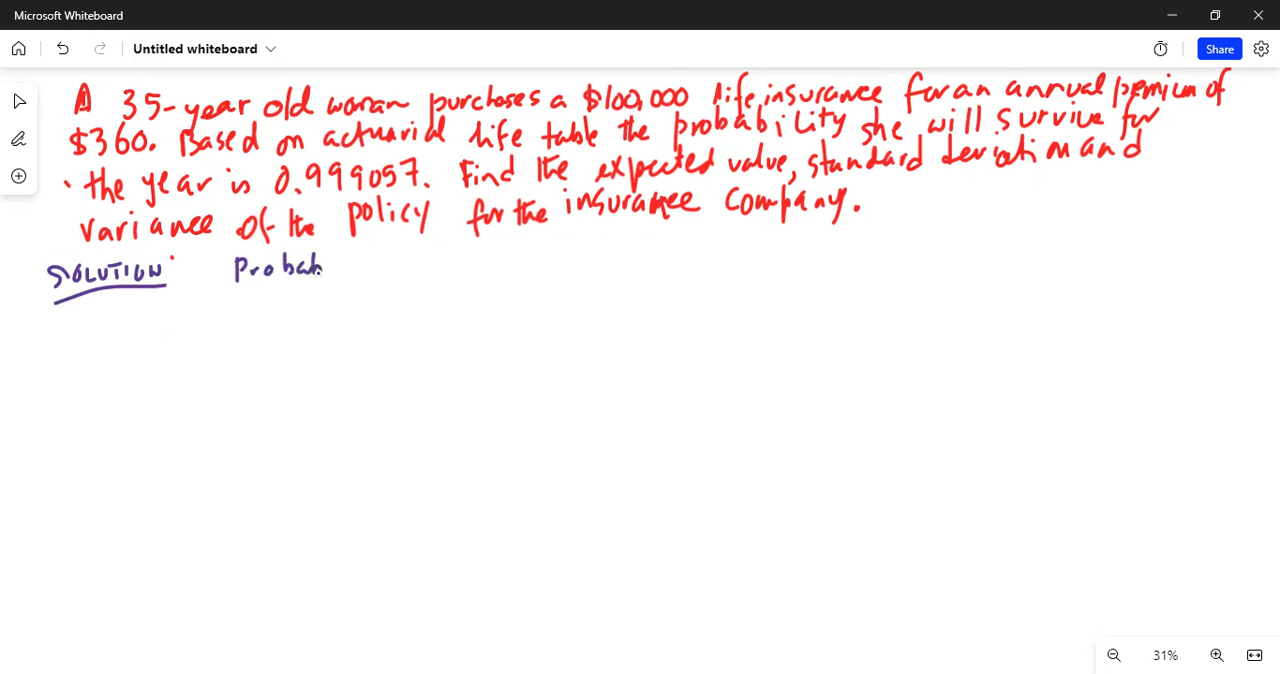 Microsoft Whiteboard
Untitled whiteboard
Share
A 35-year old woman purchases a $100,000 life insurance for an annual premium of
$360. Based on actuarial life table the probability she will survive for
the year is 0.999057. Find the expected value, standard deviation and
variance of the policy for the insurance company.
SOLUTION Probab
31%